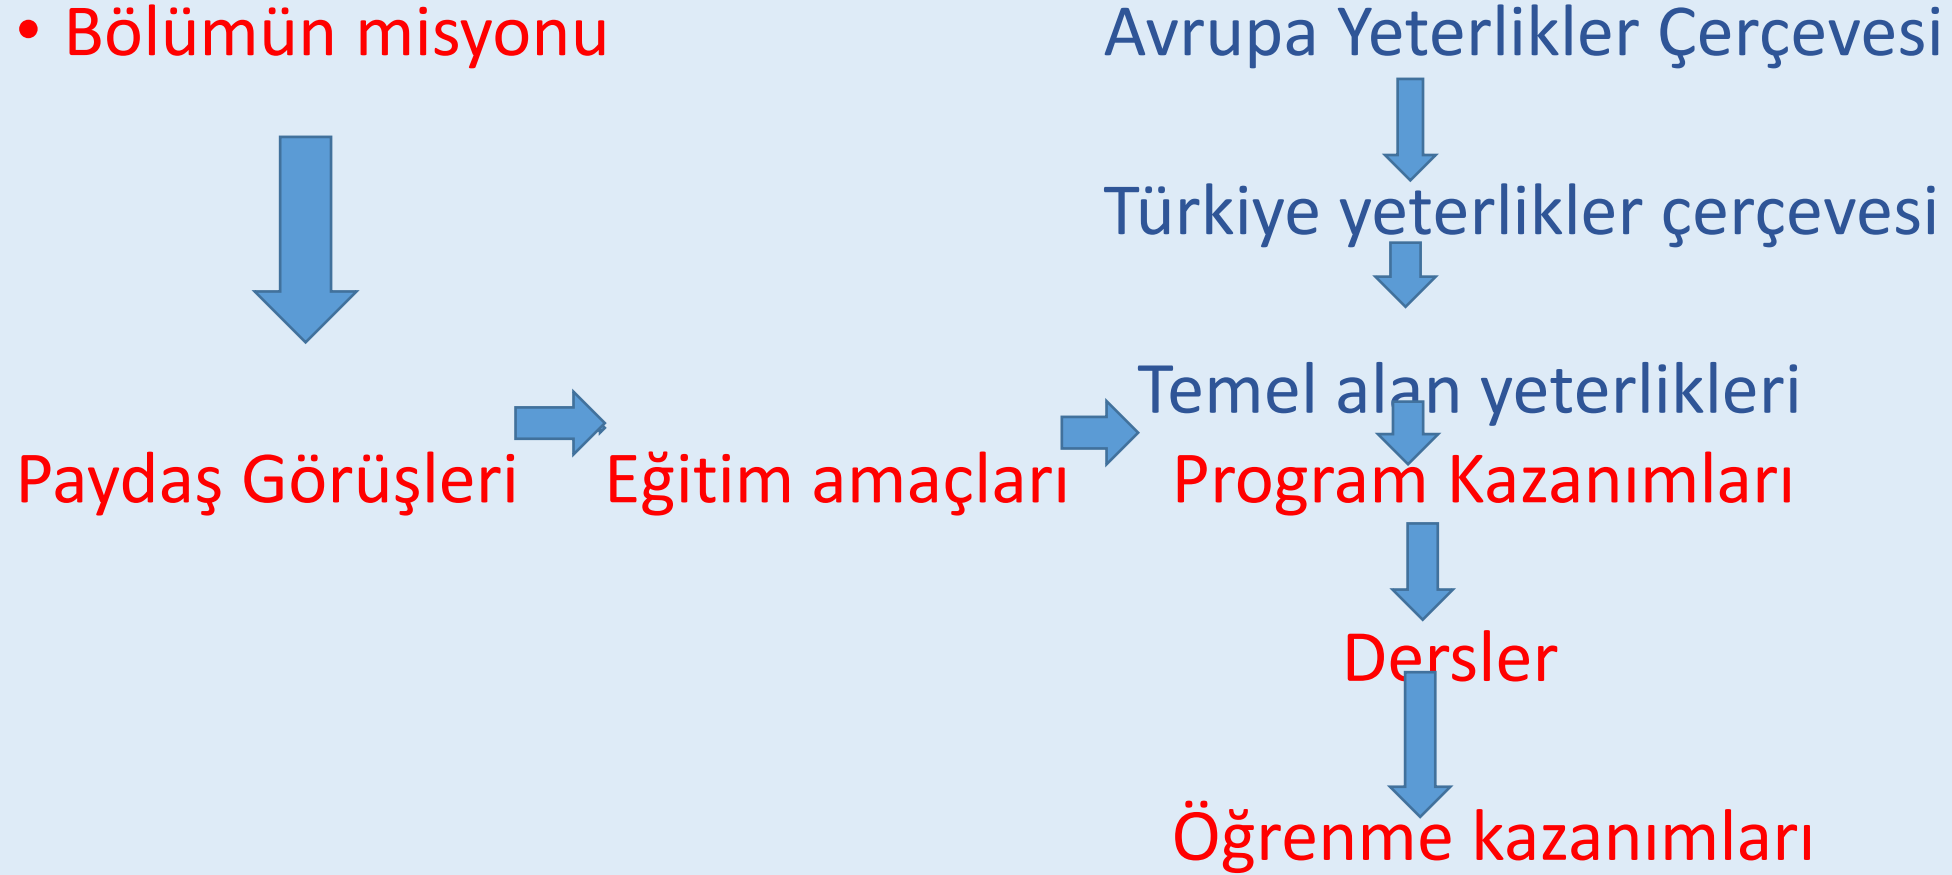 • Bölümün misyonu Avrupa Yeterlikler Çerçevesi
Türkiye yeterlikler çerçevesi
Temel alan yeterlikleri
Paydaş Görüşleri Eğitim amaçları Program Kazanımları
Dersler
Öğrenme kazanımları